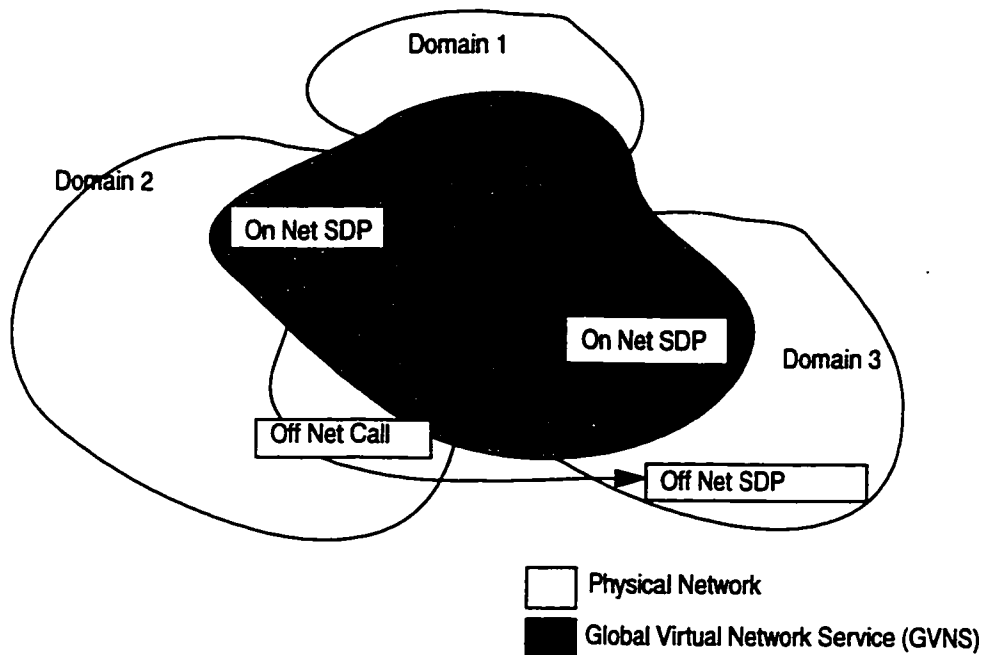 Domain 1
Domain 2
On Net SDP
On Net SDP
Domain 3
Off Net Call
Off Net SDP
Physical Network
Global Virtual Network Service (GVNS)